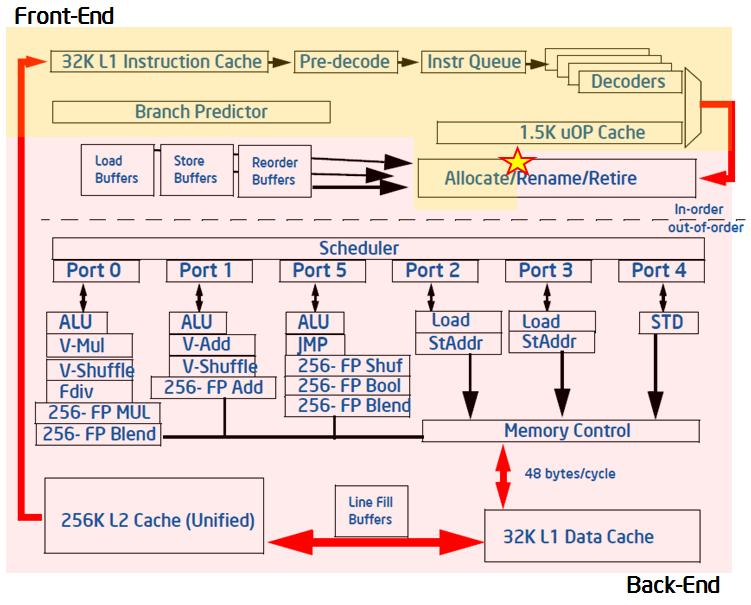 Front-End
32K L1 Instruction Cache
Pre-decode
Instr Queue
Decoders
Branch Predictor
1.5K uOP Cache
Load
Buffers
Store
Buffers
Reorder
Buffers
Allocate/Rename/Retire
In-order
out-of-order
Scheduler
Port 0
Port 1
Port 5
Port 2
Port 3
Port 4
ALU
V-Mul
V-Shuffle
Fdiv
256- FP MUL
256- FP Blend
ALU
V-Add
V-Shuffle
256- FP Add
ALU
JMP
256- FP Shuf
256- FP Bool
256- FP Blend
Load
StAddr
Load
StAddr
STD
Memory Control
48 bytes/cycle
256K L2 Cache (Unified)
Line Fill
Buffers
32K L1 Data Cache
Back-End